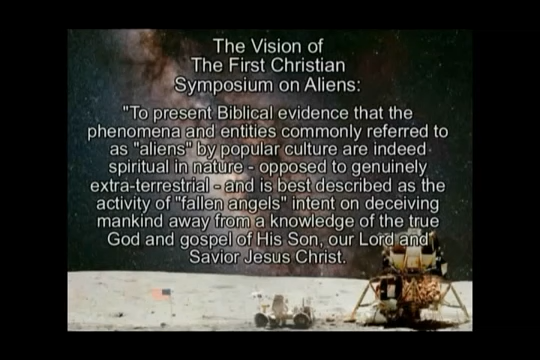 The Vision of
The First Christian
Symposium on Aliens:
"To present Biblical evidence that the
phenomena and entities commonly referred to
as "aliens" by popular culture are indeed
spiritual in nature - opposed to genuinely
extra-terrestrial - and is best described as the
activity of "fallen angels" intent on deceiving
mankind away from a knowledge of the true
God and gospel of His Son, our Lord and
Savior Jesus Christ.